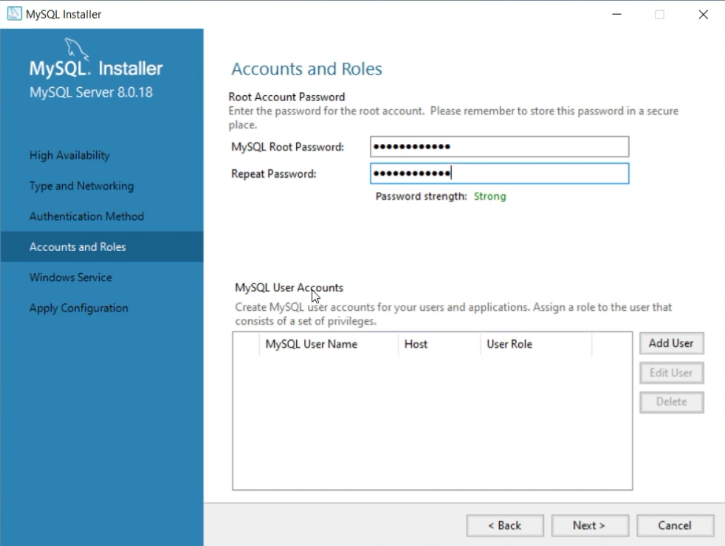 MySQL Installer
MySQL. Installer
MySQL Server 8.0.18
High Availability
Type and Networking
Authentication Method
Accounts and Roles
Windows Service
Apply Configuration
Accounts and Roles
Root Account Password
Enter the password for the root account. Please remember to store this password in a secure
place.
MySQL Root Password: ●●●●●●●●●●●●
Repeat Password: ●●●●●●●●●●●●
Password strength: Strong
MySQL User Accounts
Create MySQL user accounts for your users and applications. Assign a role to the user that
consists of a set of privileges.
MySQL User Name Host User Role
Add User
Edit User
Delete
< Back Next > Cancel